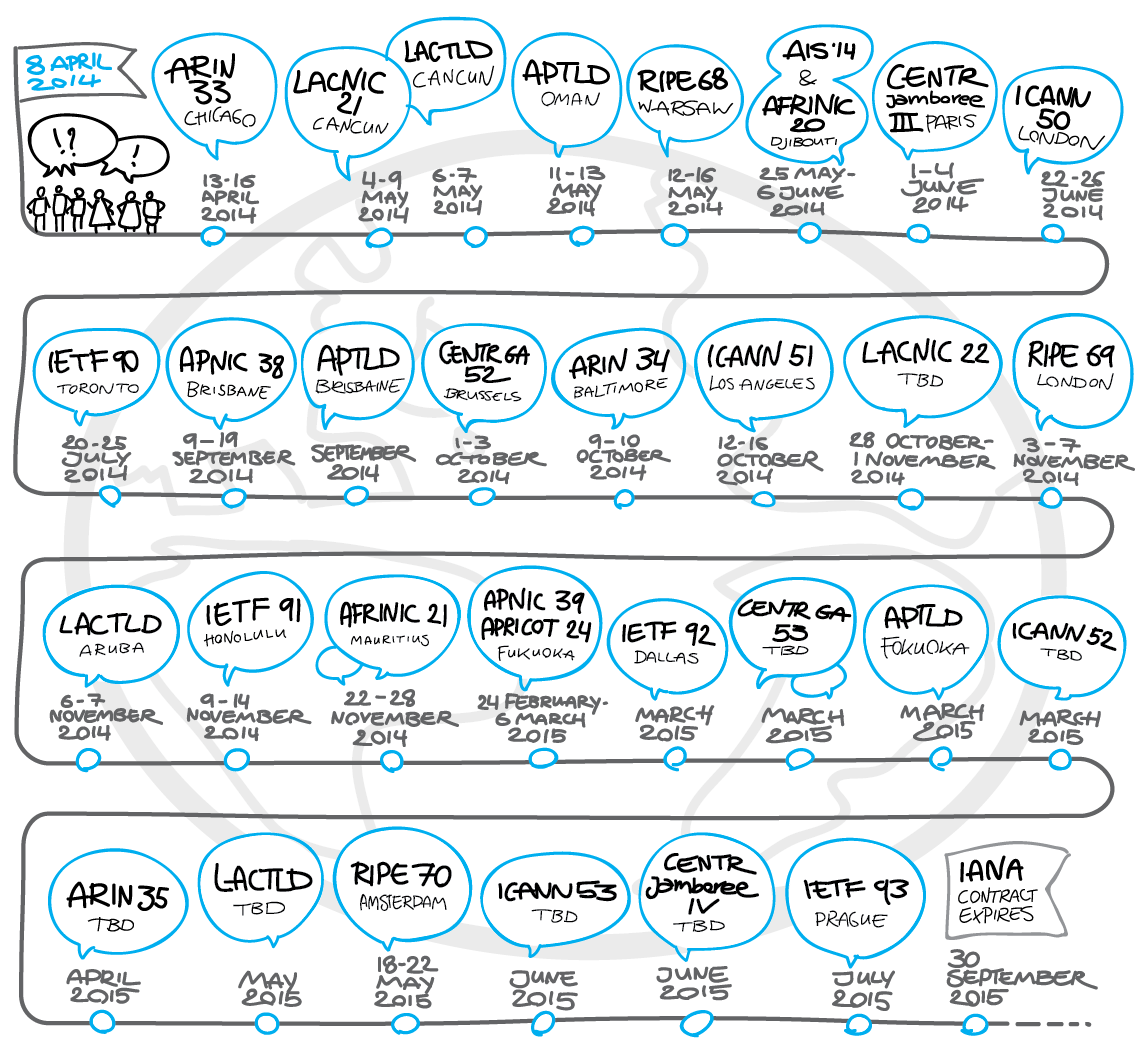 8 APRIL
2014
!?
!
ARIN
33
CHICAGO
13-16
APRIL
2014
LACNIC
21
CANCUN
4-9
MAY
2014
LACTLD
CANCUN
6-7
MAY
2014
APTLD
OMAN
11-13
MAY
2014
RIPE 68
WARSAW
12-16
MAY
2014
AIS'14
&
AFRINIC
20
DJIBOUTI
25 MAY-
6 JUNE
2014
CENTR
jamboree
III PARIS
1-4
JUNE
2014
ICANN
50
LONDON
22-26
JUNE
2014
IETF 90
TORONTO
20-25
JULY
2014
APNIC 38
BRISBANE
9-19
SEPTEMBER
2014
APTLD
BRISBAINE
SEPTEMBER
2014
CENTR GA
52
BRUSSELS
1-3
OCTOBER
2014
ARIN 34
BALTIMORE
9-10
OCTOBER
2014
ICANN 51
LOS ANGELES
12-16
OCTOBER
2014
LACNIC 22
TBD
28 OCTOBER-
1 NOVEMBER
2014
RIPE 69
LONDON
3-7
NOVEMBER
2014
LACTLD
ARUBA
6-7
NOVEMBER
2014
IETF 91
HONOLULU
9-14
NOVEMBER
2014
AFRINIC 21
MAURITIUS
22-28
NOVEMBER
2014
APNIC 39
APRICOT 24
FUKUOKA
24 FEBRUARY-
6 MARCH
2015
IETF 92
DALLAS
MARCH
2015
CENTR GA
53
TBD
MARCH
2015
APTLD
FOKUOKA
MARCH
2015
ICANN 52
TBD
MARCH
2015
ARIN 35
TBD
APRIL
2015
LACTLD
TBD
MAY
2015
RIPE 70
AMSTERDAM
18-22
MAY
2015
ICANN 53
TBD
JUNE
2015
CENTR
jamboree
IV
TBD
JUNE
2015
IETF 93
PRAGUE
JULY
2015
IANA
CONTRACT
EXPIRES
30
SEPTEMBER
2015